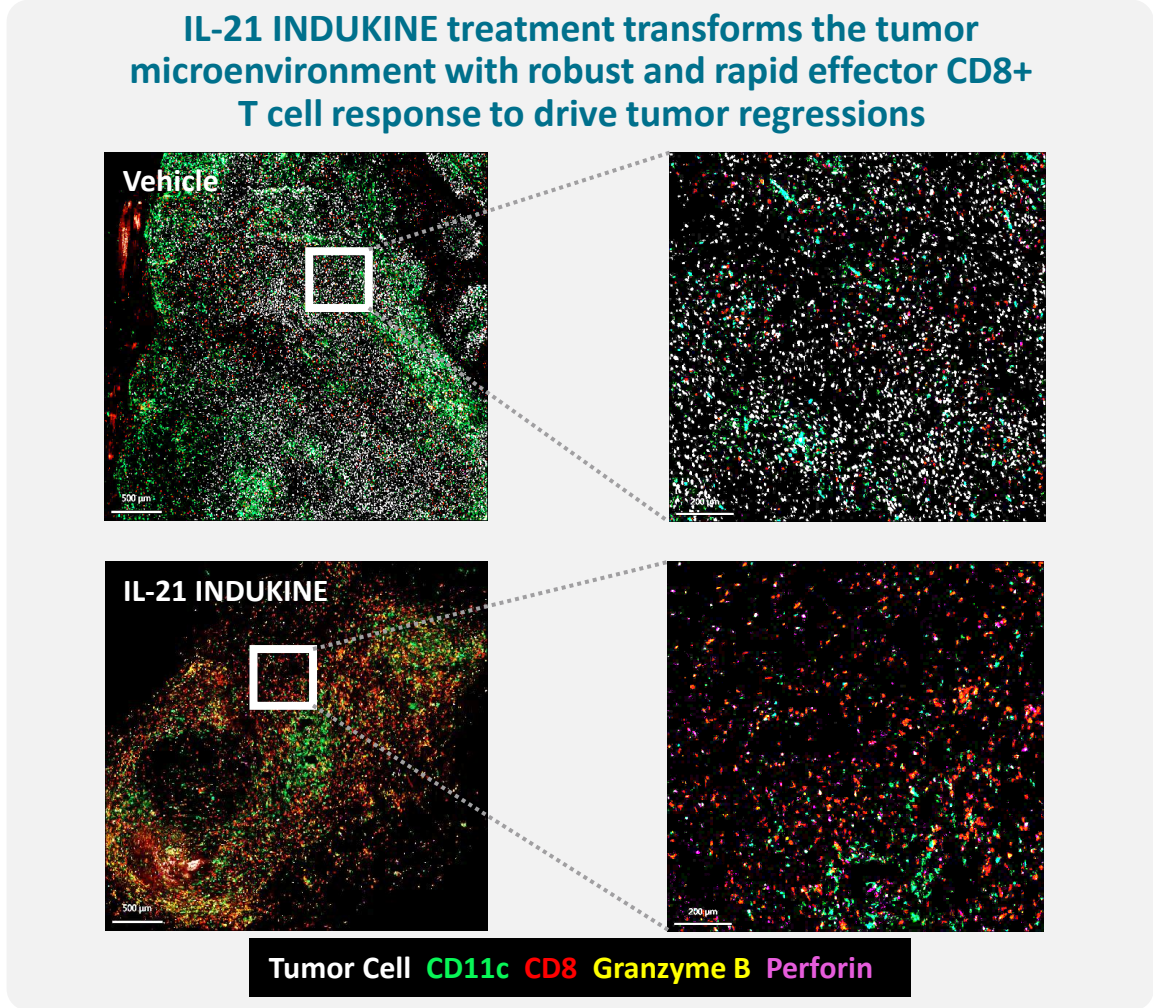 IL-21 INDUKINE treatment transforms the tumor
microenvironment with robust and rapid effector CD8+
T cell response to drive tumor regressions
Vehicle
500 µm
200 µm
IL-21 INDUKINE
500 µm
200 µm
Tumor Cell CD11c CD8 Granzyme B Perforin